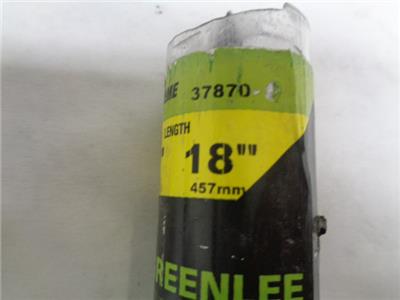 ME 37870-
LENGTH
" 18""
457mm
REENLEE